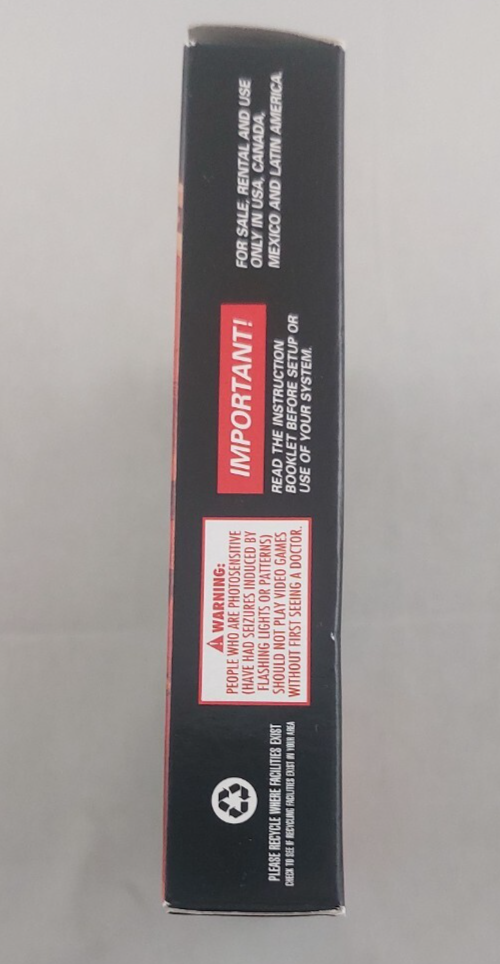 PLEASE RECYCLE WHERE FACILITIES EXIST
CHECK TO SEE IF RECYCLING FACILITIES EXIST IN YOUR AREA
WARNING:
PEOPLE WHO ARE PHOTOSENSITIVE
(HAVE HAD SEIZURES INDUCED BY
FLASHING LIGHTS OR PATTERNS)
SHOULD NOT PLAY VIDEO GAMES
WITHOUT FIRST SEEING A DOCTOR.
IMPORTANT!
READ THE INSTRUCTION
BOOKLET BEFORE SETUP OR
USE OF YOUR SYSTEM.
FOR SALE, RENTAL AND USE
ONLY IN USA, CANADA,
MEXICO AND LATIN AMERICA.